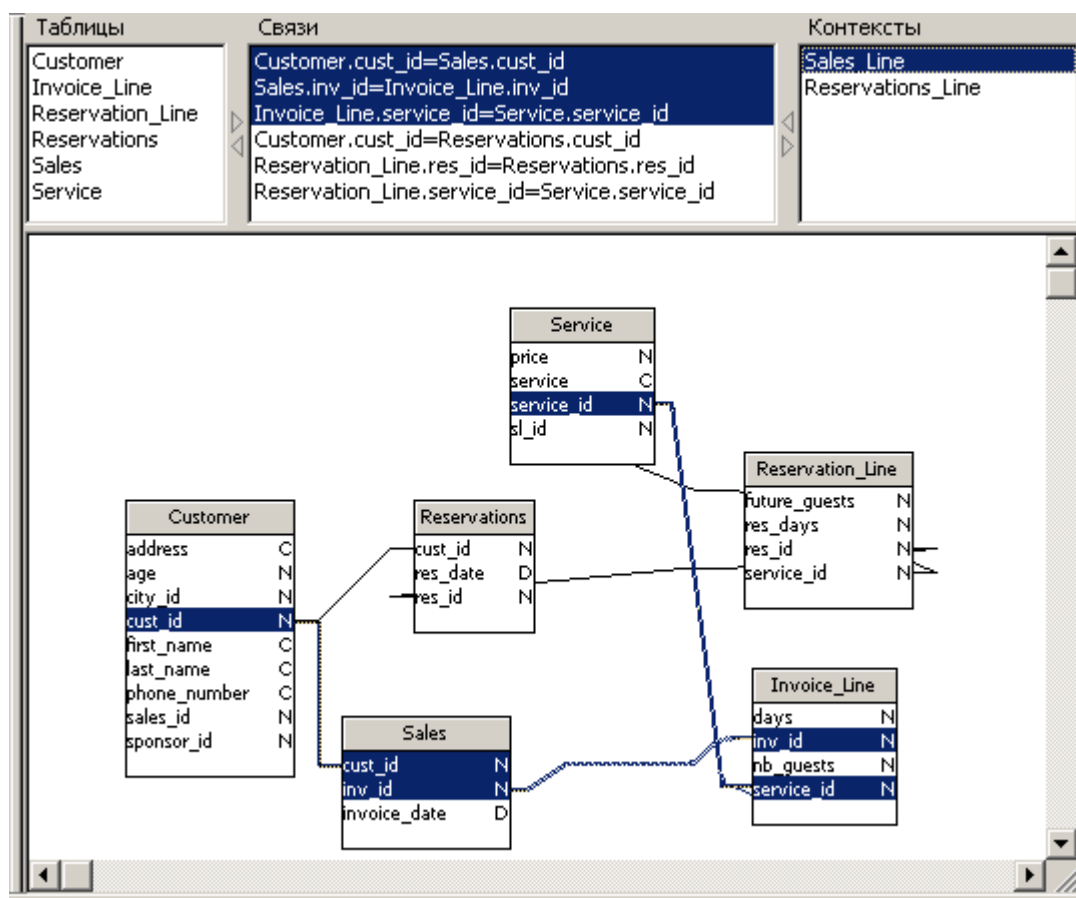 Таблицы
Связи
Контексты
Customer
Invoice_Line
Reservation_Line
Reservations
Sales
Service
Customer.cust_id=Sales.cust_id
Sales.inv_id=Invoice_Line.inv_id
Invoice_Line.service_id=Service.service_id
Customer.cust_id=Reservations.cust_id
Reservation_Line.res_id=Reservations.res_id
Reservation_Line.service_id=Service.service_id
Sales_Line
Reservations_Line
Service
price N
service C
service_id N
sl_id N
Reservation_Line
future_guests N
res_days N
res_id N
service_id N
Customer
address C
age N
city_id N
cust_id N
first_name C
last_name C
phone_number C
sales_id N
sponsor_id N
Reservations
cust_id N
res_date D
res_id N
Sales
cust_id N
inv_id N
invoice_date D
Invoice_Line
days N
inv_id N
nb_guests N
service_id N